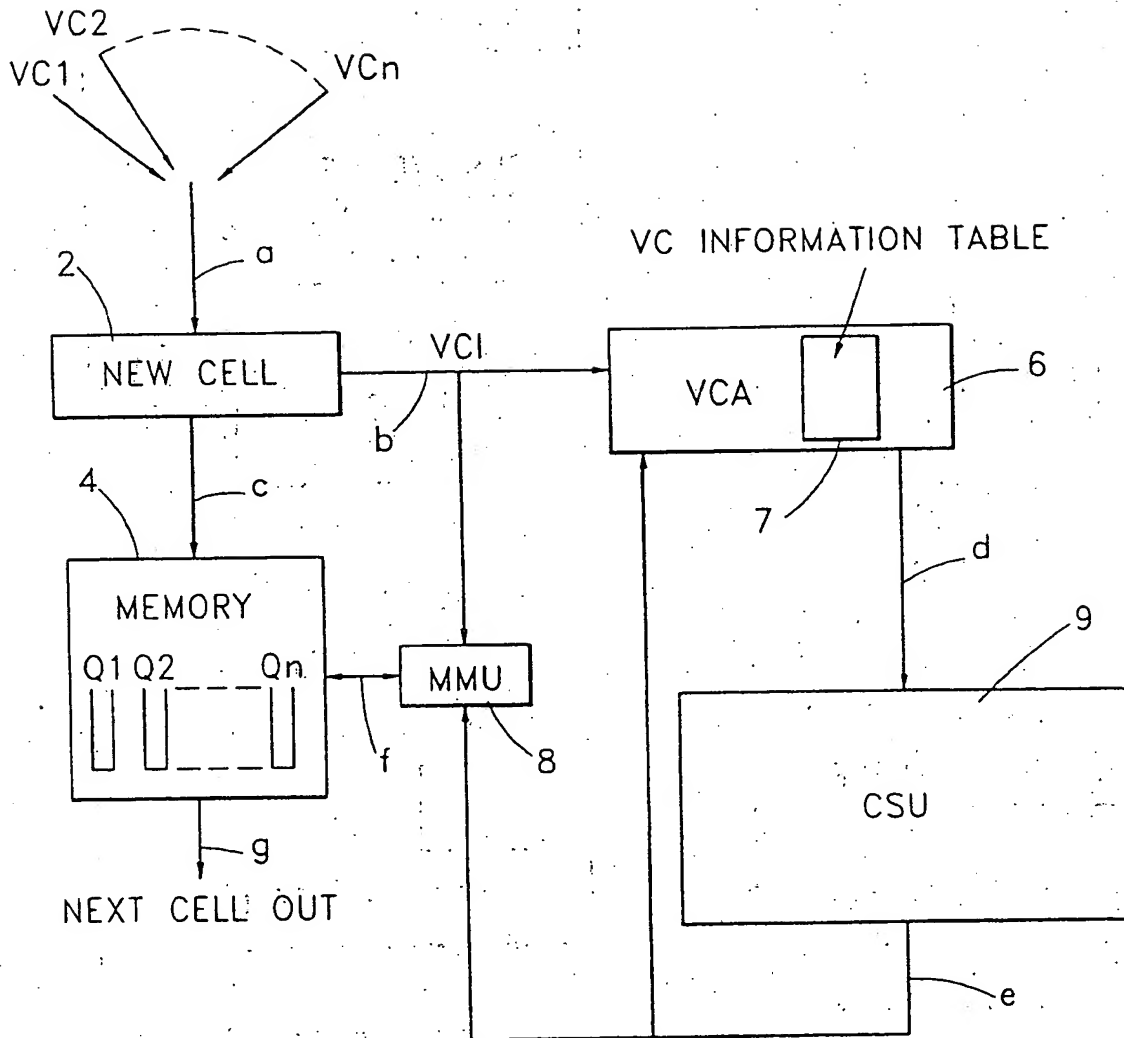 VC2
VC1
VCn
a
VC INFORMATION TABLE
2
NEW CELL
VCI
b
VCA
6
7
c
4
d
MEMORY
Q1 Q2 Qn
MMU
f
8
9
CSU
g
NEXT CELL OUT
e